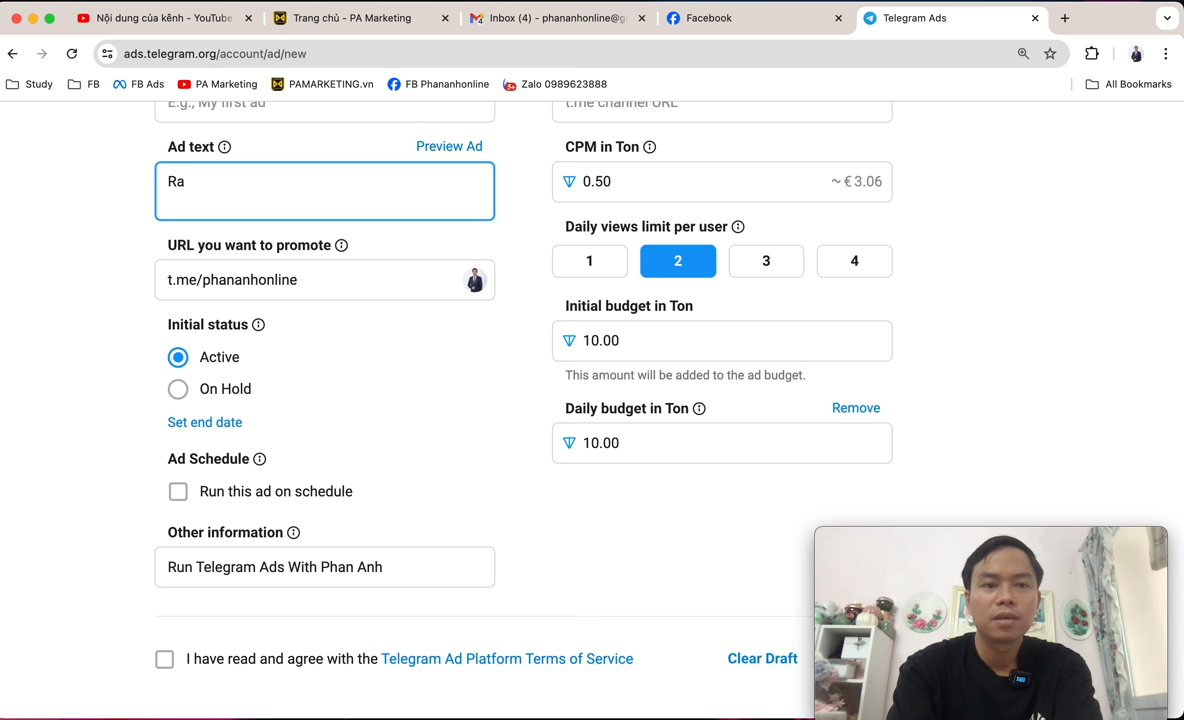 Nội dung của kênh - YouTube
Trang chủ - PA Marketing
Inbox (4) - phananhonline@g
Facebook
Telegram Ads
ads.telegram.org/account/ad/new
Study
FB
FB Ads
PA Marketing
PAMARKETING.vn
FB Phananhonline
Zalo 0989623888
All Bookmarks
E.g., My first ad
t.me channel URL
Ad text
Preview Ad
Ra
CPM in Ton
0.50
~ € 3.06
Daily views limit per user
1
2
3
4
URL you want to promote
t.me/phananhonline
Initial budget in Ton
10.00
This amount will be added to the ad budget.
Initial status
Active
On Hold
Set end date
Daily budget in Ton
Remove
10.00
Ad Schedule
Run this ad on schedule
Other information
Run Telegram Ads With Phan Anh
I have read and agree with the Telegram Ad Platform Terms of Service
Clear Draft